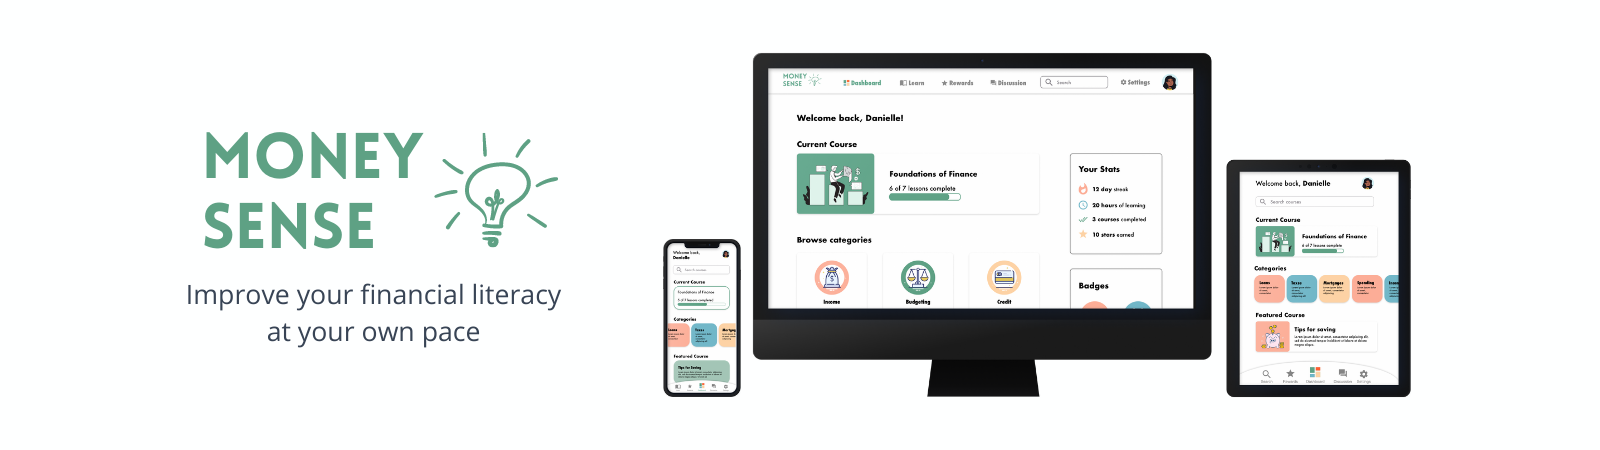 MONEY
SENSE
Improve your financial literacy
at your own pace
Welcome back,
Danielle
Search courses
Current Course
Foundations of Finance
6 of 7 lessons complete
Categories
Loans
Taxes
Mortgag
Featured Course
Tips for Saving
MONEY
SENSE
Dashboard
Learn
Rewards
Discussion
Search
Settings
Welcome back, Danielle!
Current Course
Foundations of Finance
6 of 7 lessons complete
Your Stats
12 day streak
20 hours of learning
3 courses completed
10 stars earned
Browse categories
Income
Budgeting
Credit
Badges
Welcome back, Danielle
Search courses
Current Course
Foundations of Finance
6 of 7 lessons complete
Categories
Loans
Taxes
Mortgages
Spending
Featured Course
Tips for saving
Search
Rewards
Dashboard
Discussion
Settings